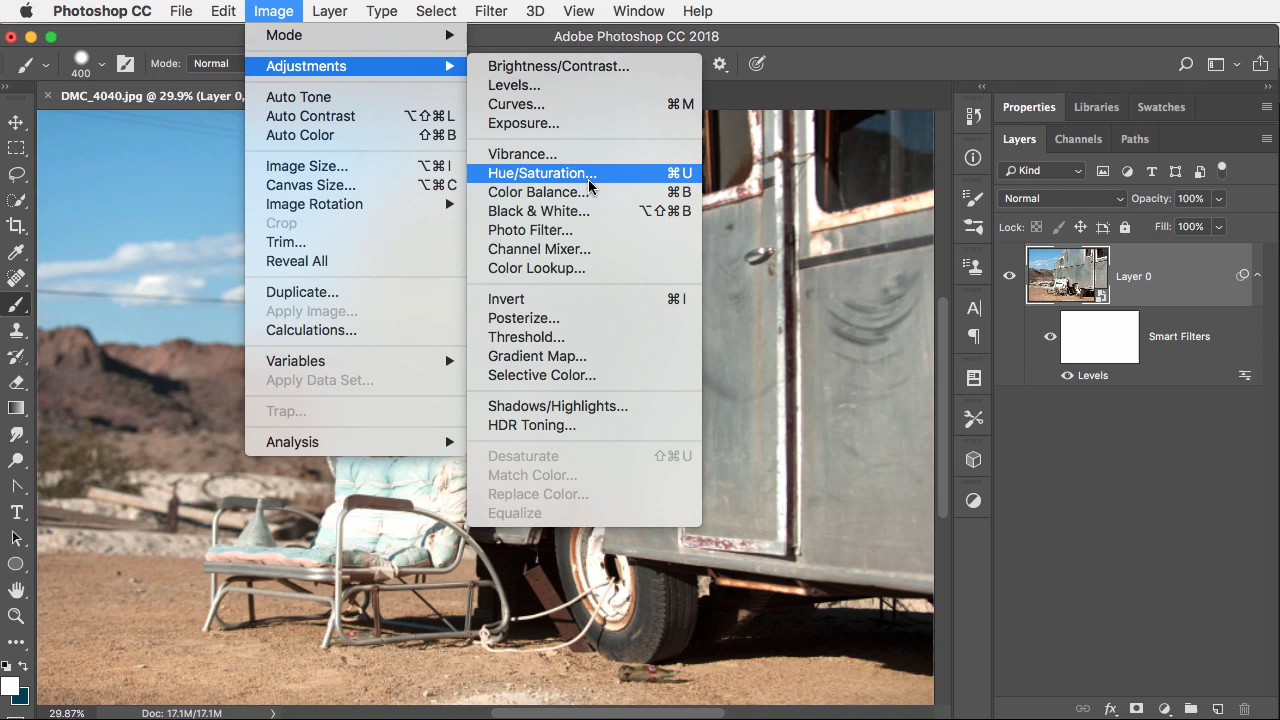 Photoshop CC File Edit Image Layer Type Select Filter 3D View Window Help
Adobe Photoshop CC 2018
400 Mode: Normal
DMC_4040.jpg @ 29.9% (Layer 0,
Mode
Adjustments
Auto Tone
Auto Contrast ⌥⇧⌘L
Auto Color ⇧⌘B
Image Size... ⌥⌘I
Canvas Size... ⌥⌘C
Image Rotation
Crop
Trim...
Reveal All
Duplicate...
Apply Image...
Calculations...
Variables
Apply Data Set...
Trap...
Analysis
Brightness/Contrast...
Levels...
Curves... ⌘M
Exposure...
Vibrance...
Hue/Saturation... ⌘U
Color Balance... ⌘B
Black & White... ⌥⇧⌘B
Photo Filter...
Channel Mixer...
Color Lookup...
Invert ⌘I
Posterize...
Threshold...
Gradient Map...
Selective Color...
Shadows/Highlights...
HDR Toning...
Desaturate ⇧⌘U
Match Color...
Replace Color...
Equalize
Properties Libraries Swatches
Layers Channels Paths
Kind
Normal Opacity: 100%
Lock: Fill: 100%
Layer 0
Smart Filters
Levels
29.87% Doc: 17.1M/17.1M